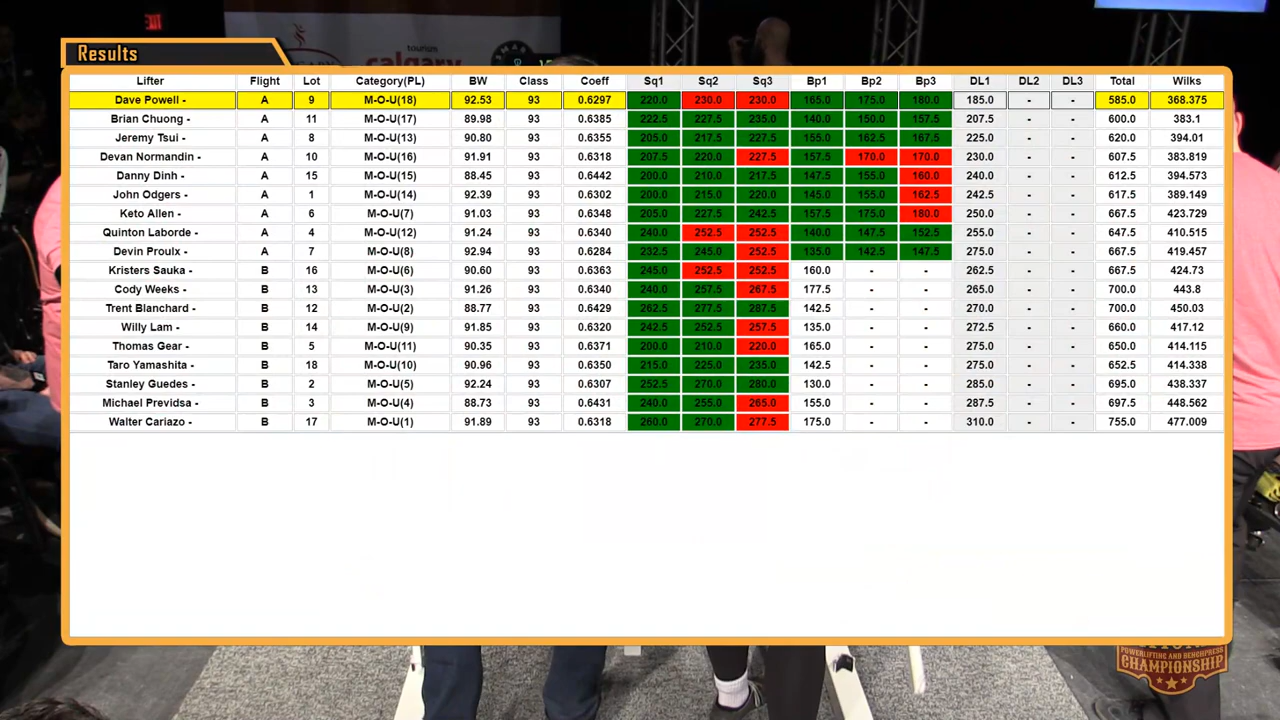 EXIT
tourism
calgary
Results
Lifter Flight Lot Category(PL) BW Class Coeff Sq1 Sq2 Sq3 Bp1 Bp2 Bp3 DL1 DL2 DL3 Total Wilks
Dave Powell - A 9 M-O-U(18) 92.53 93 0.6297 220.0 230.0 230.0 165.0 175.0 180.0 185.0 - - 585.0 368.375
Brian Chuong - A 11 M-O-U(17) 89.98 93 0.6385 222.5 227.5 235.0 140.0 150.0 157.5 207.5 - - 600.0 383.1
Jeremy Tsui - A 8 M-O-U(13) 90.80 93 0.6355 205.0 217.5 227.5 155.0 162.5 167.5 225.0 - - 620.0 394.01
Devan Normandin - A 10 M-O-U(16) 91.91 93 0.6318 207.5 220.0 227.5 157.5 170.0 170.0 230.0 - - 607.5 383.819
Danny Dinh - A 15 M-O-U(15) 88.45 93 0.6442 200.0 210.0 217.5 147.5 155.0 160.0 240.0 - - 612.5 394.573
John Odgers - A 1 M-O-U(14) 92.39 93 0.6302 200.0 215.0 220.0 145.0 155.0 162.5 242.5 - - 617.5 389.149
Keto Allen - A 6 M-O-U(7) 91.03 93 0.6348 205.0 227.5 242.5 157.5 175.0 180.0 250.0 - - 667.5 423.729
Quinton Laborde - A 4 M-O-U(12) 91.24 93 0.6340 240.0 252.5 252.5 140.0 147.5 152.5 255.0 - - 647.5 410.515
Devin Proulx - A 7 M-O-U(8) 92.94 93 0.6284 232.5 245.0 252.5 135.0 142.5 147.5 275.0 - - 667.5 419.457
Kristers Sauka - B 16 M-O-U(6) 90.60 93 0.6363 245.0 252.5 252.5 160.0 - - 262.5 - - 667.5 424.73
Cody Weeks - B 13 M-O-U(3) 91.26 93 0.6340 240.0 257.5 267.5 177.5 - - 265.0 - - 700.0 443.8
Trent Blanchard - B 12 M-O-U(2) 88.77 93 0.6429 262.5 277.5 287.5 142.5 - - 270.0 - - 700.0 450.03
Willy Lam - B 14 M-O-U(9) 91.85 93 0.6320 242.5 252.5 257.5 135.0 - - 272.5 - - 660.0 417.12
Thomas Gear - B 5 M-O-U(11) 90.35 93 0.6371 200.0 210.0 220.0 165.0 - - 275.0 - - 650.0 414.115
Taro Yamashita - B 18 M-O-U(10) 90.96 93 0.6350 215.0 225.0 235.0 142.5 - - 275.0 - - 652.5 414.338
Stanley Guedes - B 2 M-O-U(5) 92.24 93 0.6307 252.5 270.0 280.0 130.0 - - 285.0 - - 695.0 438.337
Michael Previdsa - B 3 M-O-U(4) 88.73 93 0.6431 240.0 255.0 265.0 155.0 - - 287.5 - - 697.5 448.562
Walter Cariazo - B 17 M-O-U(1) 91.89 93 0.6318 260.0 270.0 277.5 175.0 - - 310.0 - - 755.0 477.009
POWERLIFTING AND BENCHPRESS
CHAMPIONSHIP